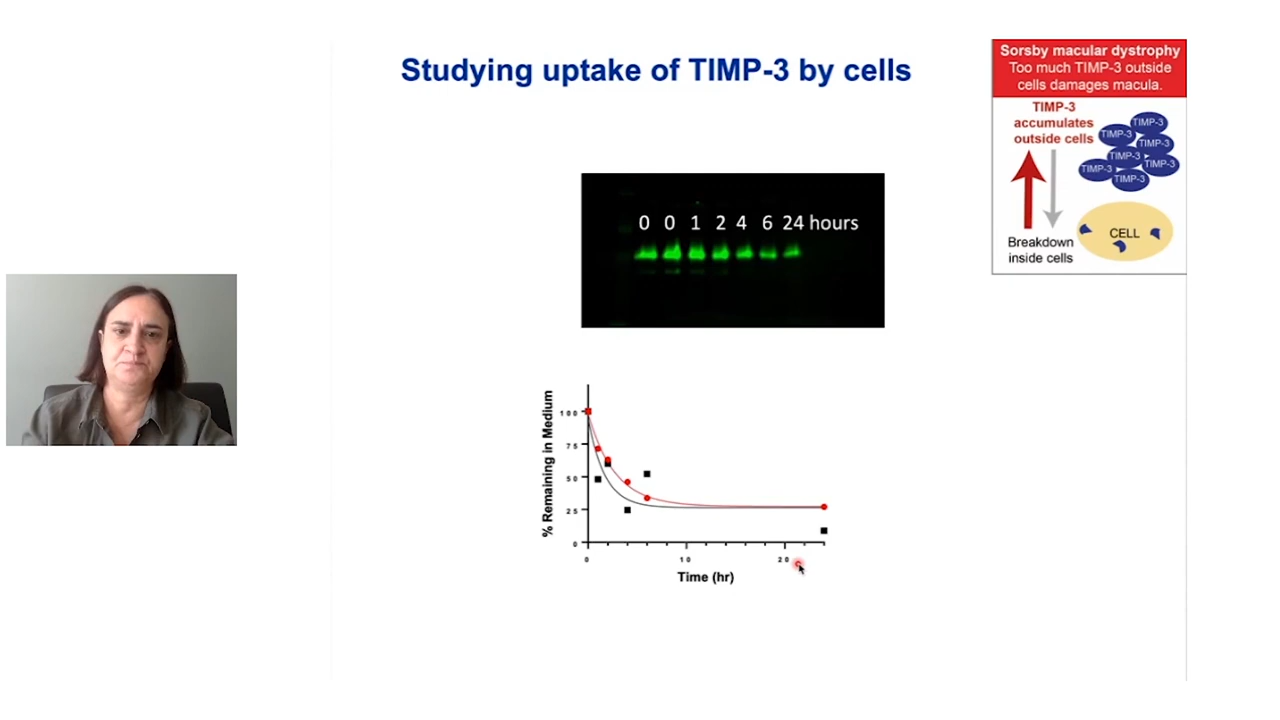 Studying uptake of TIMP-3 by cells
Sorsby macular dystrophy
Too much TIMP-3 outside
cells damages macula.
TIMP-3
accumulates
outside cells
TIMP-3
TIMP-3
TIMP-3
TIMP-3
TIMP-3
TIMP-3
TIMP-3
Breakdown
inside cells
CELL
0 0 1 2 4 6 24 hours
% Remaining in Medium
100
75
50
25
0
0 10 20
Time (hr)